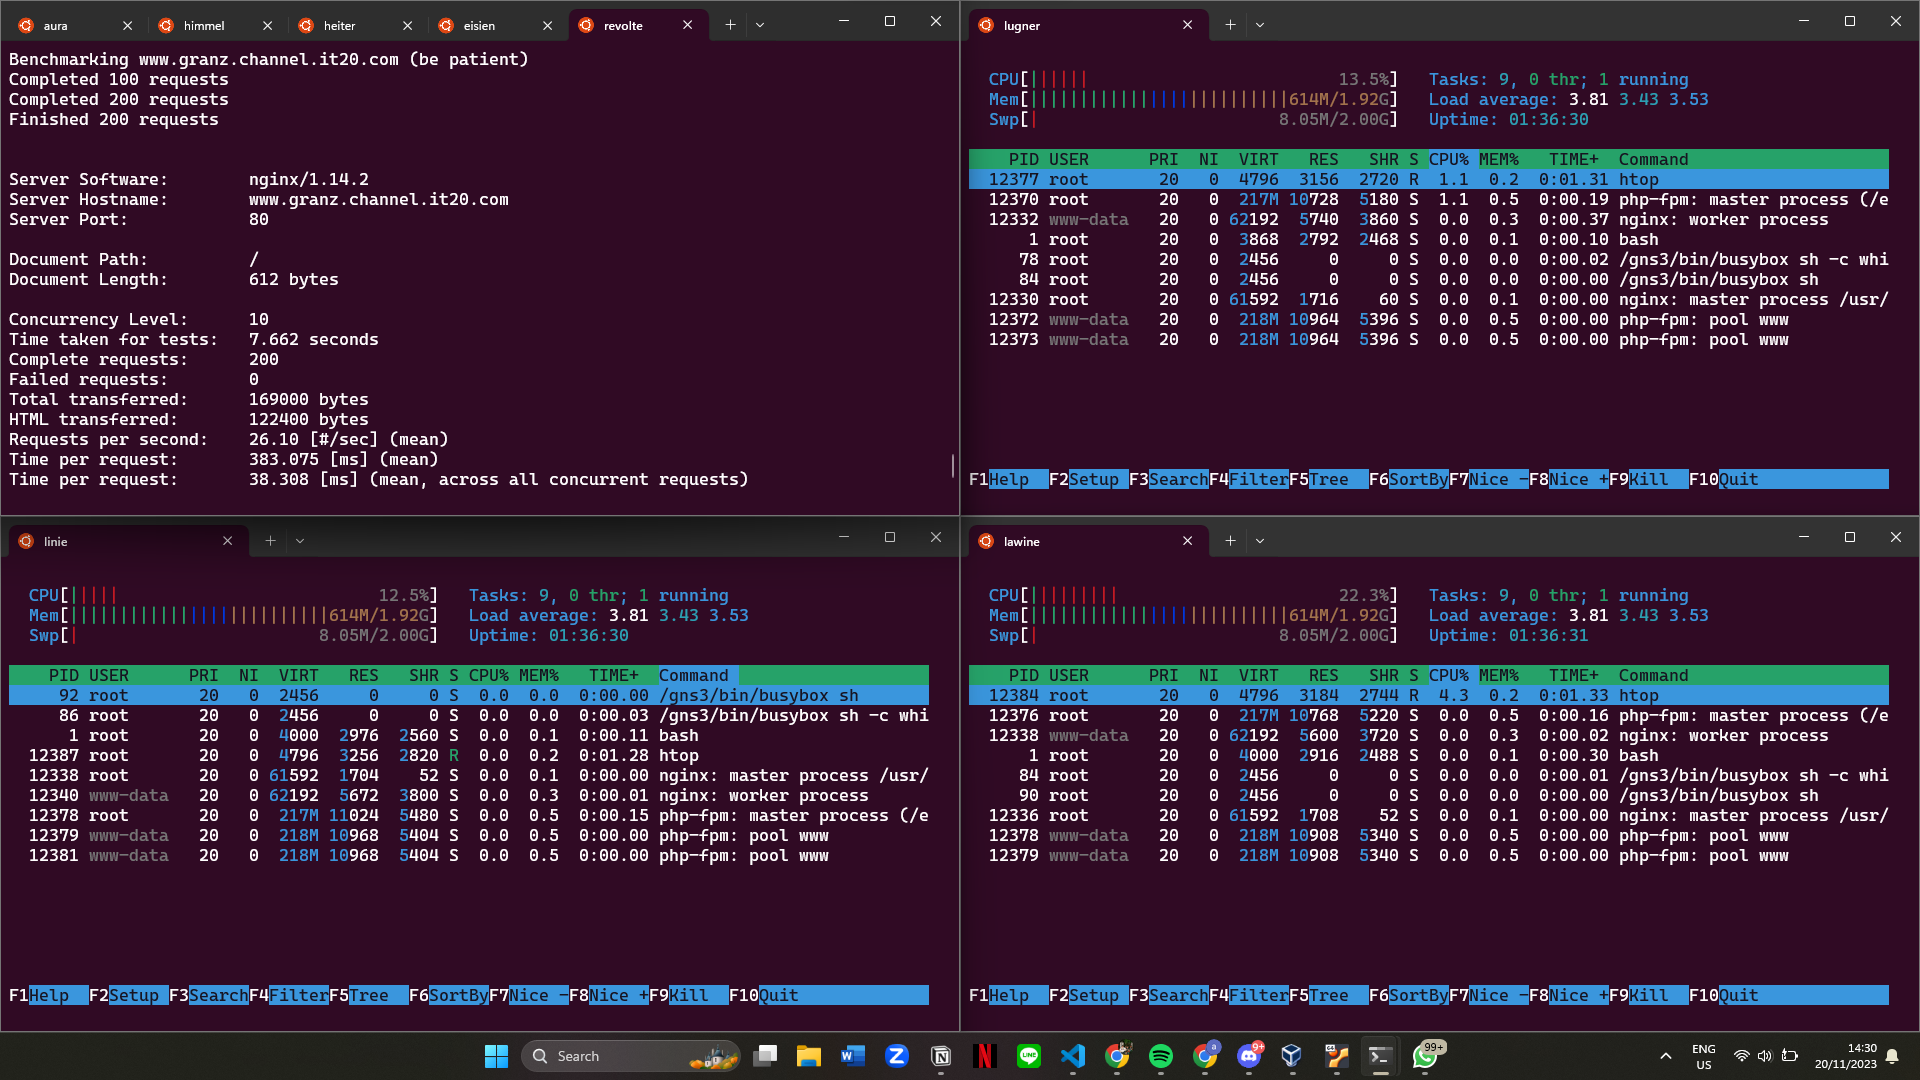 aura himmel heiter eisien revolte
Benchmarking www.granz.channel.it20.com (be patient)
Completed 100 requests
Completed 200 requests
Finished 200 requests
Server Software: nginx/1.14.2
Server Hostname: www.granz.channel.it20.com
Server Port: 80
Document Path: /
Document Length: 612 bytes
Concurrency Level: 10
Time taken for tests: 7.662 seconds
Complete requests: 200
Failed requests: 0
Total transferred: 169000 bytes
HTML transferred: 122400 bytes
Requests per second: 26.10 [#/sec] (mean)
Time per request: 383.075 [ms] (mean)
Time per request: 38.308 [ms] (mean, across all concurrent requests)
lugner
CPU[|||||| 13.5%] Tasks: 9, 0 thr; 1 running
Mem[||||||||||||||||||||||||||614M/1.92G] Load average: 3.81 3.43 3.53
Swp[| 8.05M/2.00G] Uptime: 01:36:30
PID USER PRI NI VIRT RES SHR S CPU% MEM% TIME+ Command
12377 root 20 0 4796 3156 2720 R 1.1 0.2 0:01.31 htop
12370 root 20 0 217M 10728 5180 S 1.1 0.5 0:00.19 php-fpm: master process (/e
12332 www-data 20 0 62192 5740 3860 S 0.0 0.3 0:00.37 nginx: worker process
1 root 20 0 3868 2792 2468 S 0.0 0.1 0:00.10 bash
78 root 20 0 2456 0 0 S 0.0 0.0 0:00.02 /gns3/bin/busybox sh -c whi
84 root 20 0 2456 0 0 S 0.0 0.0 0:00.00 /gns3/bin/busybox sh
12330 root 20 0 61592 1716 60 S 0.0 0.1 0:00.00 nginx: master process /usr/
12372 www-data 20 0 218M 10964 5396 S 0.0 0.5 0:00.00 php-fpm: pool www
12373 www-data 20 0 218M 10964 5396 S 0.0 0.5 0:00.00 php-fpm: pool www
F1Help F2Setup F3SearchF4FilterF5Tree F6SortByF7Nice -F8Nice +F9Kill F10Quit
linie
CPU[||||| 12.5%] Tasks: 9, 0 thr; 1 running
Mem[||||||||||||||||||||||||||614M/1.92G] Load average: 3.81 3.43 3.53
Swp[| 8.05M/2.00G] Uptime: 01:36:30
PID USER PRI NI VIRT RES SHR S CPU% MEM% TIME+ Command
92 root 20 0 2456 0 0 S 0.0 0.0 0:00.00 /gns3/bin/busybox sh
86 root 20 0 2456 0 0 S 0.0 0.0 0:00.03 /gns3/bin/busybox sh -c whi
1 root 20 0 4000 2976 2560 S 0.0 0.1 0:00.11 bash
12387 root 20 0 4796 3256 2820 R 0.0 0.2 0:01.28 htop
12338 root 20 0 61592 1704 52 S 0.0 0.1 0:00.00 nginx: master process /usr/
12340 www-data 20 0 62192 5672 3800 S 0.0 0.3 0:00.01 nginx: worker process
12378 root 20 0 217M 11024 5480 S 0.0 0.5 0:00.15 php-fpm: master process (/e
12379 www-data 20 0 218M 10968 5404 S 0.0 0.5 0:00.00 php-fpm: pool www
12381 www-data 20 0 218M 10968 5404 S 0.0 0.5 0:00.00 php-fpm: pool www
F1Help F2Setup F3SearchF4FilterF5Tree F6SortByF7Nice -F8Nice +F9Kill F10Quit
lawine
CPU[||||||||| 22.3%] Tasks: 9, 0 thr; 1 running
Mem[||||||||||||||||||||||||||614M/1.92G] Load average: 3.81 3.43 3.53
Swp[| 8.05M/2.00G] Uptime: 01:36:31
PID USER PRI NI VIRT RES SHR S CPU% MEM% TIME+ Command
12384 root 20 0 4796 3184 2744 R 4.3 0.2 0:01.33 htop
12376 root 20 0 217M 10768 5220 S 0.0 0.5 0:00.16 php-fpm: master process (/e
12338 www-data 20 0 62192 5600 3720 S 0.0 0.3 0:00.02 nginx: worker process
1 root 20 0 4000 2916 2488 S 0.0 0.1 0:00.30 bash
84 root 20 0 2456 0 0 S 0.0 0.0 0:00.01 /gns3/bin/busybox sh -c whi
90 root 20 0 2456 0 0 S 0.0 0.0 0:00.00 /gns3/bin/busybox sh
12336 root 20 0 61592 1708 52 S 0.0 0.1 0:00.00 nginx: master process /usr/
12378 www-data 20 0 218M 10908 5340 S 0.0 0.5 0:00.00 php-fpm: pool www
12379 www-data 20 0 218M 10908 5340 S 0.0 0.5 0:00.00 php-fpm: pool www
F1Help F2Setup F3SearchF4FilterF5Tree F6SortByF7Nice -F8Nice +F9Kill F10Quit
Search
9+
99+
ENG
US
14:30
20/11/2023